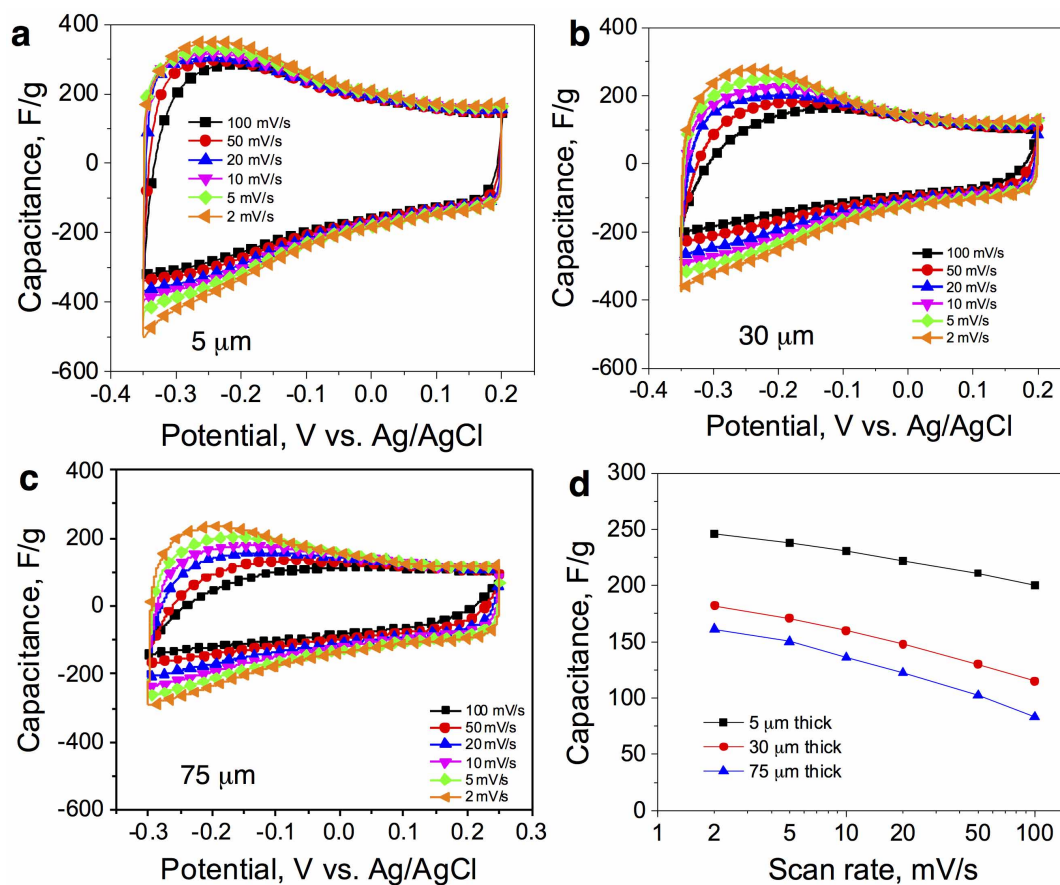 a
Capacitance, F/g
400
200
0
-200
-400
-600
100 mV/s
50 mV/s
20 mV/s
10 mV/s
5 mV/s
2 mV/s
5 μm
-0.4 -0.3 -0.2 -0.1 0.0 0.1 0.2
Potential, V vs. Ag/AgCl
b
Capacitance, F/g
400
200
0
-200
-400
-600
100 mV/s
50 mV/s
20 mV/s
10 mV/s
5 mV/s
2 mV/s
30 μm
-0.4 -0.3 -0.2 -0.1 0.0 0.1 0.2
Potential, V vs. Ag/AgCl
c
Capacitance, F/g
400
200
0
-200
-400
-600
100 mV/s
50 mV/s
20 mV/s
10 mV/s
5 mV/s
2 mV/s
75 μm
-0.3 -0.2 -0.1 0.0 0.1 0.2 0.3
Potential, V vs. Ag/AgCl
d
Capacitance, F/g
300
250
200
150
100
50
0
5 μm thick
30 μm thick
75 μm thick
1 2 5 10 20 50 100
Scan rate, mV/s